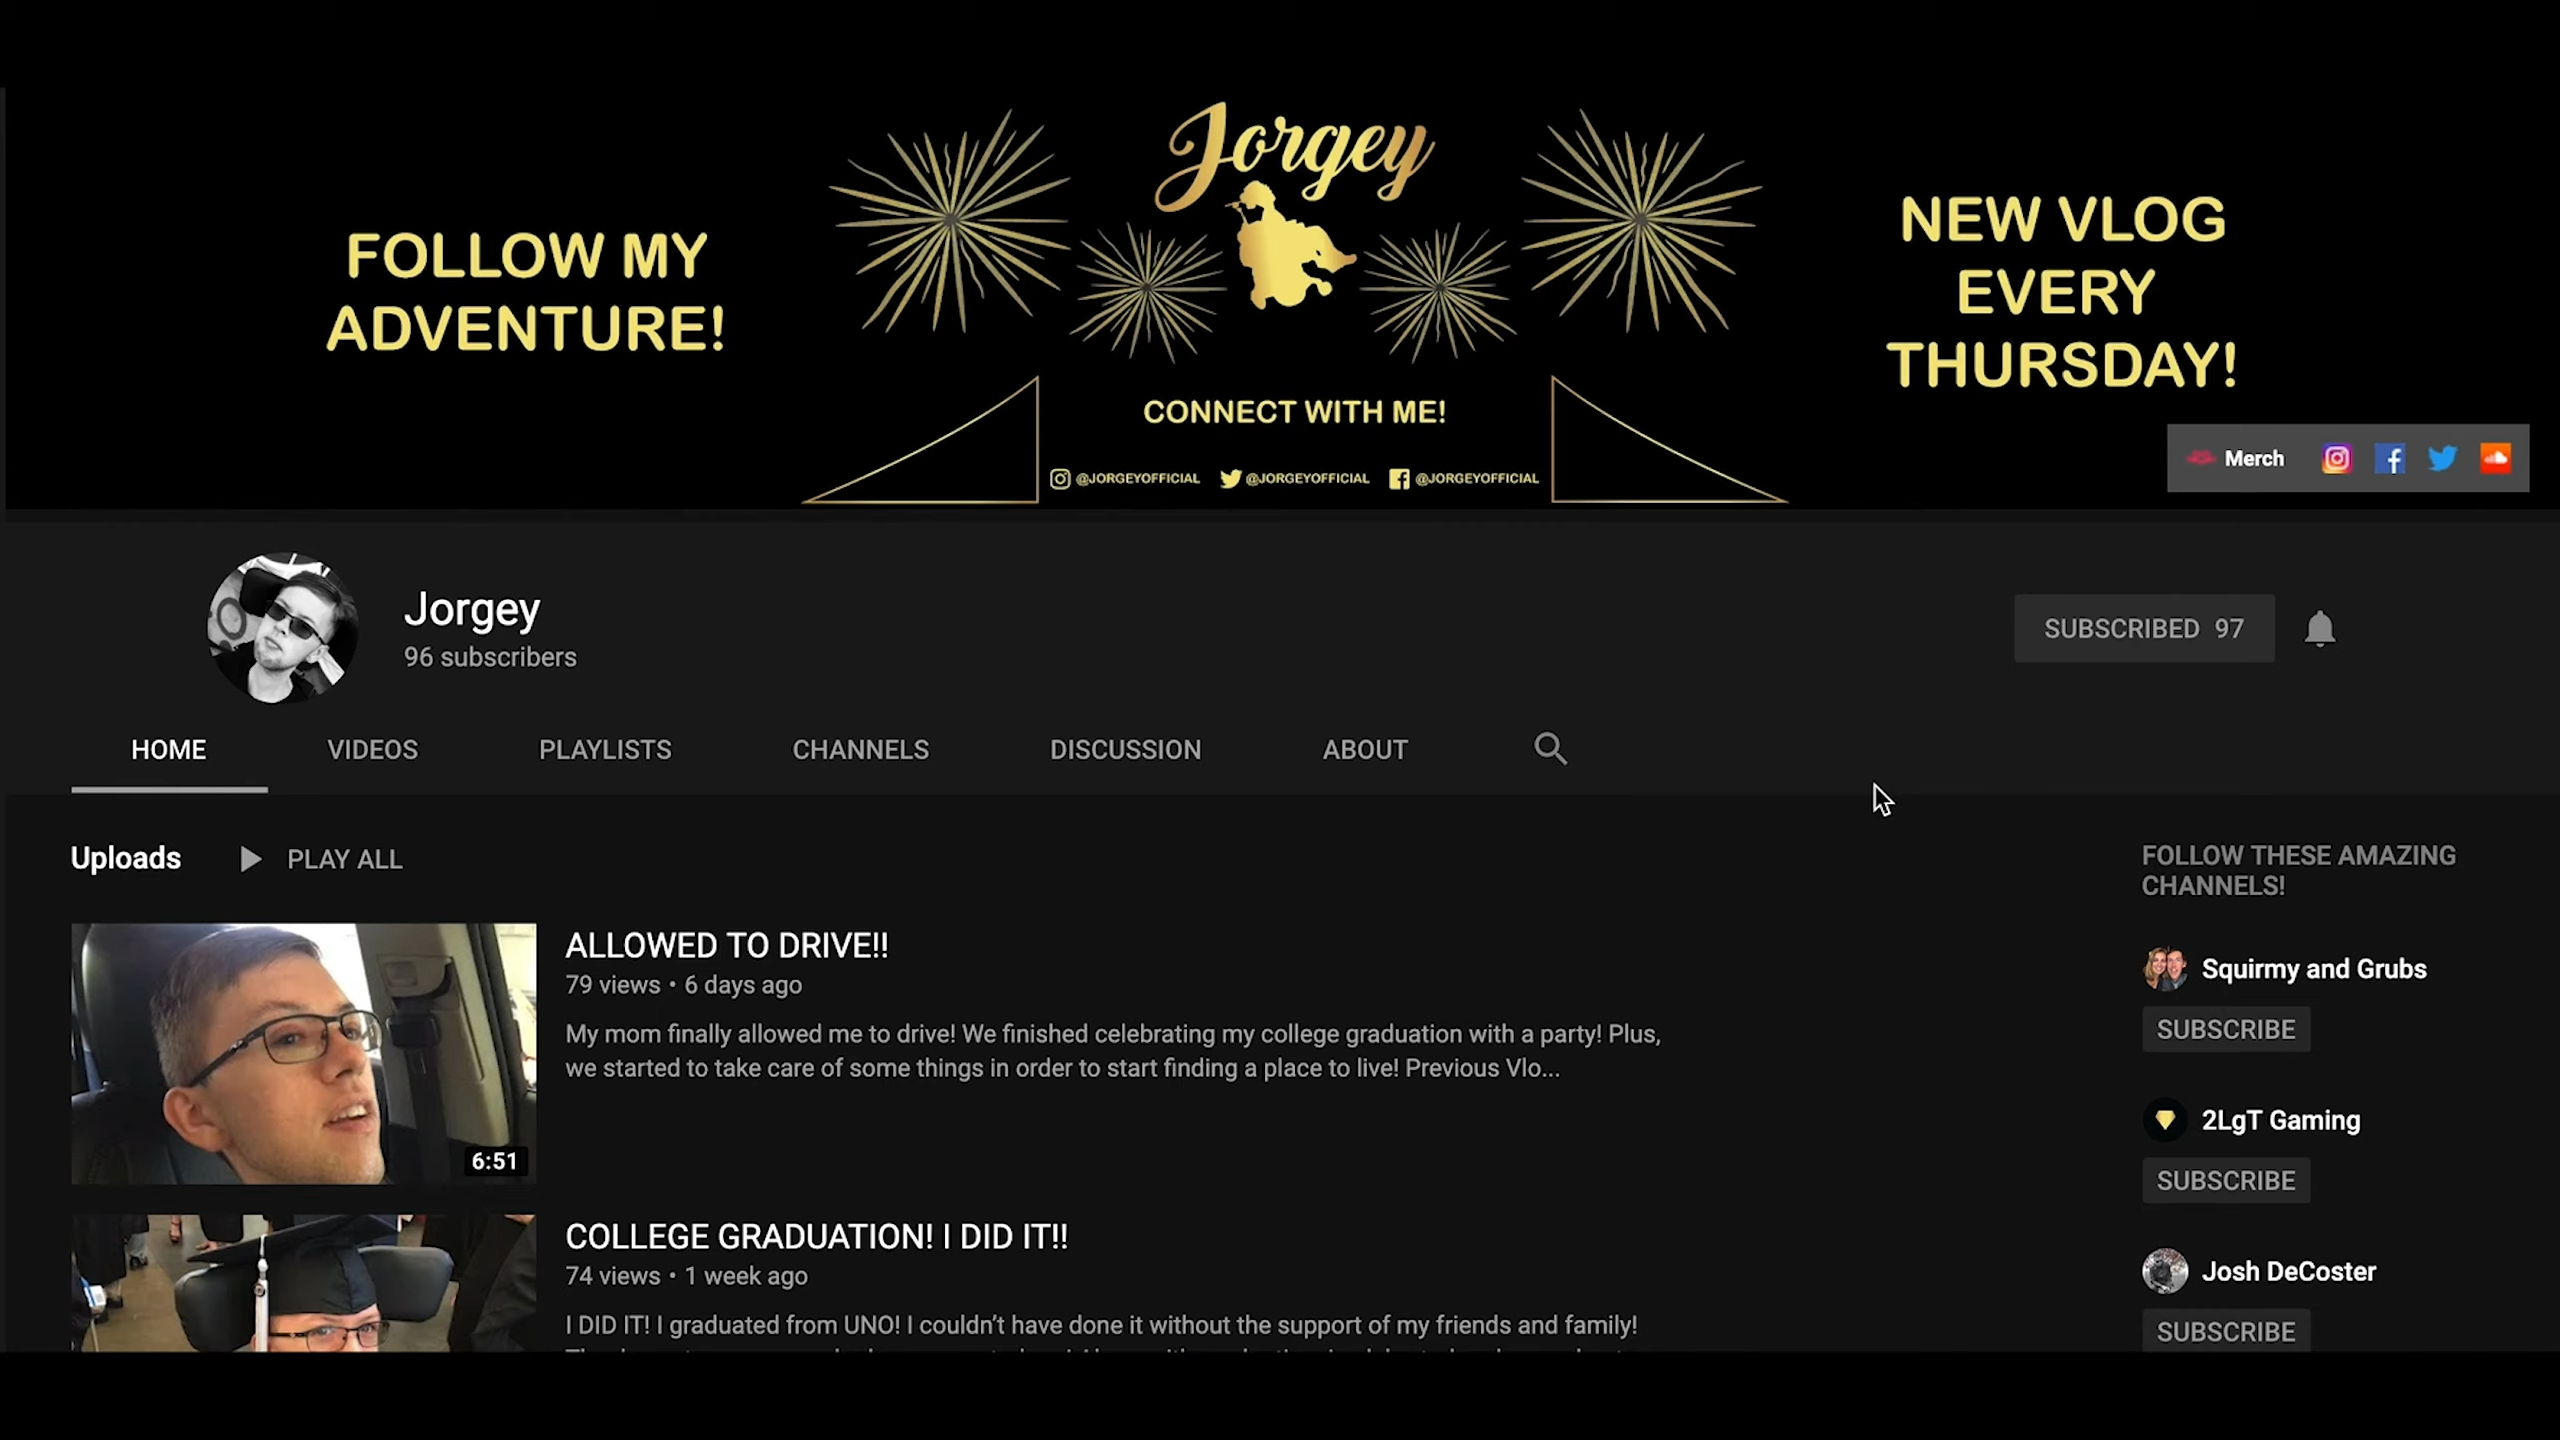 Jorgey
FOLLOW MY
ADVENTURE!
NEW VLOG
EVERY
THURSDAY!
CONNECT WITH ME!
@JORGEYOFFICIAL @JORGEYOFFICIAL @JORGEYOFFICIAL
Merch
Jorgey
96 subscribers
SUBSCRIBED 97
HOME VIDEOS PLAYLISTS CHANNELS DISCUSSION ABOUT
Uploads PLAY ALL
ALLOWED TO DRIVE!!
79 views • 6 days ago
My mom finally allowed me to drive! We finished celebrating my college graduation with a party! Plus,
we started to take care of some things in order to start finding a place to live! Previous Vlo...
6:51
COLLEGE GRADUATION! I DID IT!!
74 views • 1 week ago
I DID IT! I graduated from UNO! I couldn't have done it without the support of my friends and family!
FOLLOW THESE AMAZING
CHANNELS!
Squirmy and Grubs
SUBSCRIBE
2LgT Gaming
SUBSCRIBE
Josh DeCoster
SUBSCRIBE